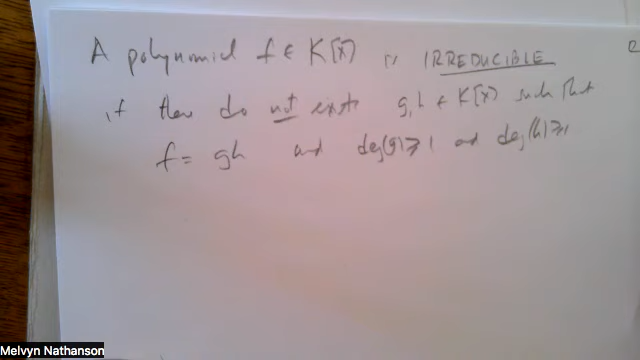 A polynomial f ∈ K[x] is IRREDUCIBLE
if there do not exist g, h ∈ K[x] such that
f = gh and deg(g) ≥ 1 and deg(h) ≥ 1
Melvyn Nathanson